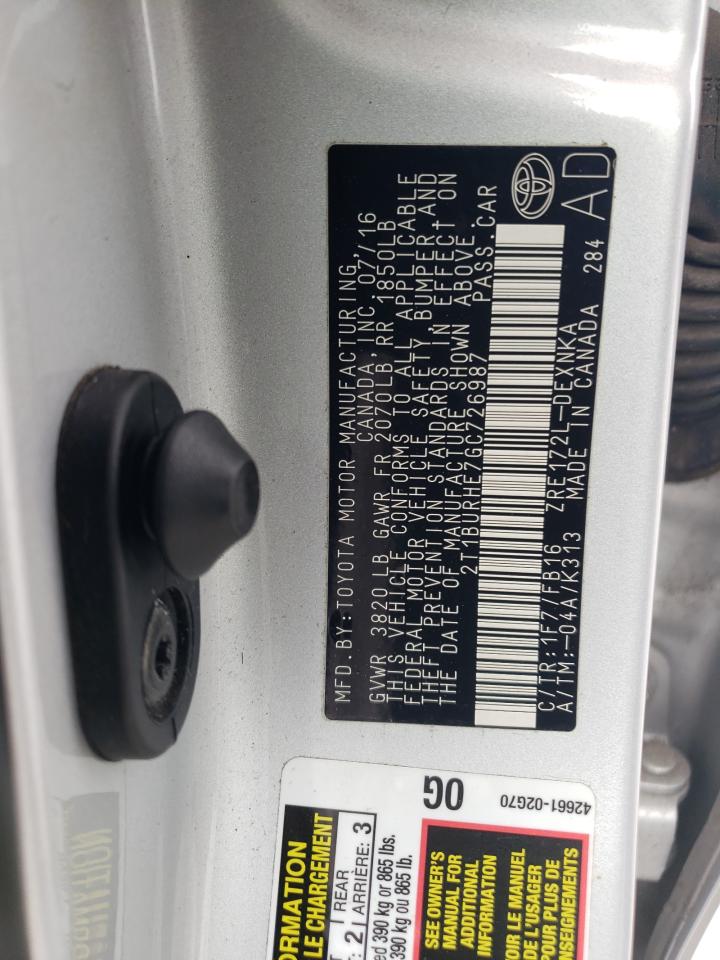 MFD. BY: TOYOTA MOTOR MANUFACTURING,
CANADA, INC. 07/16
GVWR 3820LB GAWR FR 2070LB, RR 1850LB
THIS VEHICLE CONFORMS TO ALL APPLICABLE
FEDERAL MOTOR VEHICLE SAFETY, BUMPER, AND
THEFT PREVENTION STANDARDS IN EFFECT ON
THE DATE OF MANUFACTURE SHOWN ABOVE.
2T1BURHE7GC726987 PASS. CAR
C/TR:1F7/FB16 ZRE172L-DEXNKA AD
A/TM:-04A/K313 MADE IN CANADA 284
ORMATION
LE CHARGEMENT
: 2 REAR
ARRIÈRE: 3
ed 390 kg or 865 lbs.
390 kg ou 865 lb.
0G
42661-02G70
SEE OWNER'S
MANUAL FOR
ADDITIONAL
INFORMATION
OIR LE MANUEL
DE L'USAGER
POUR PLUS DE
SEIGNEMENTS